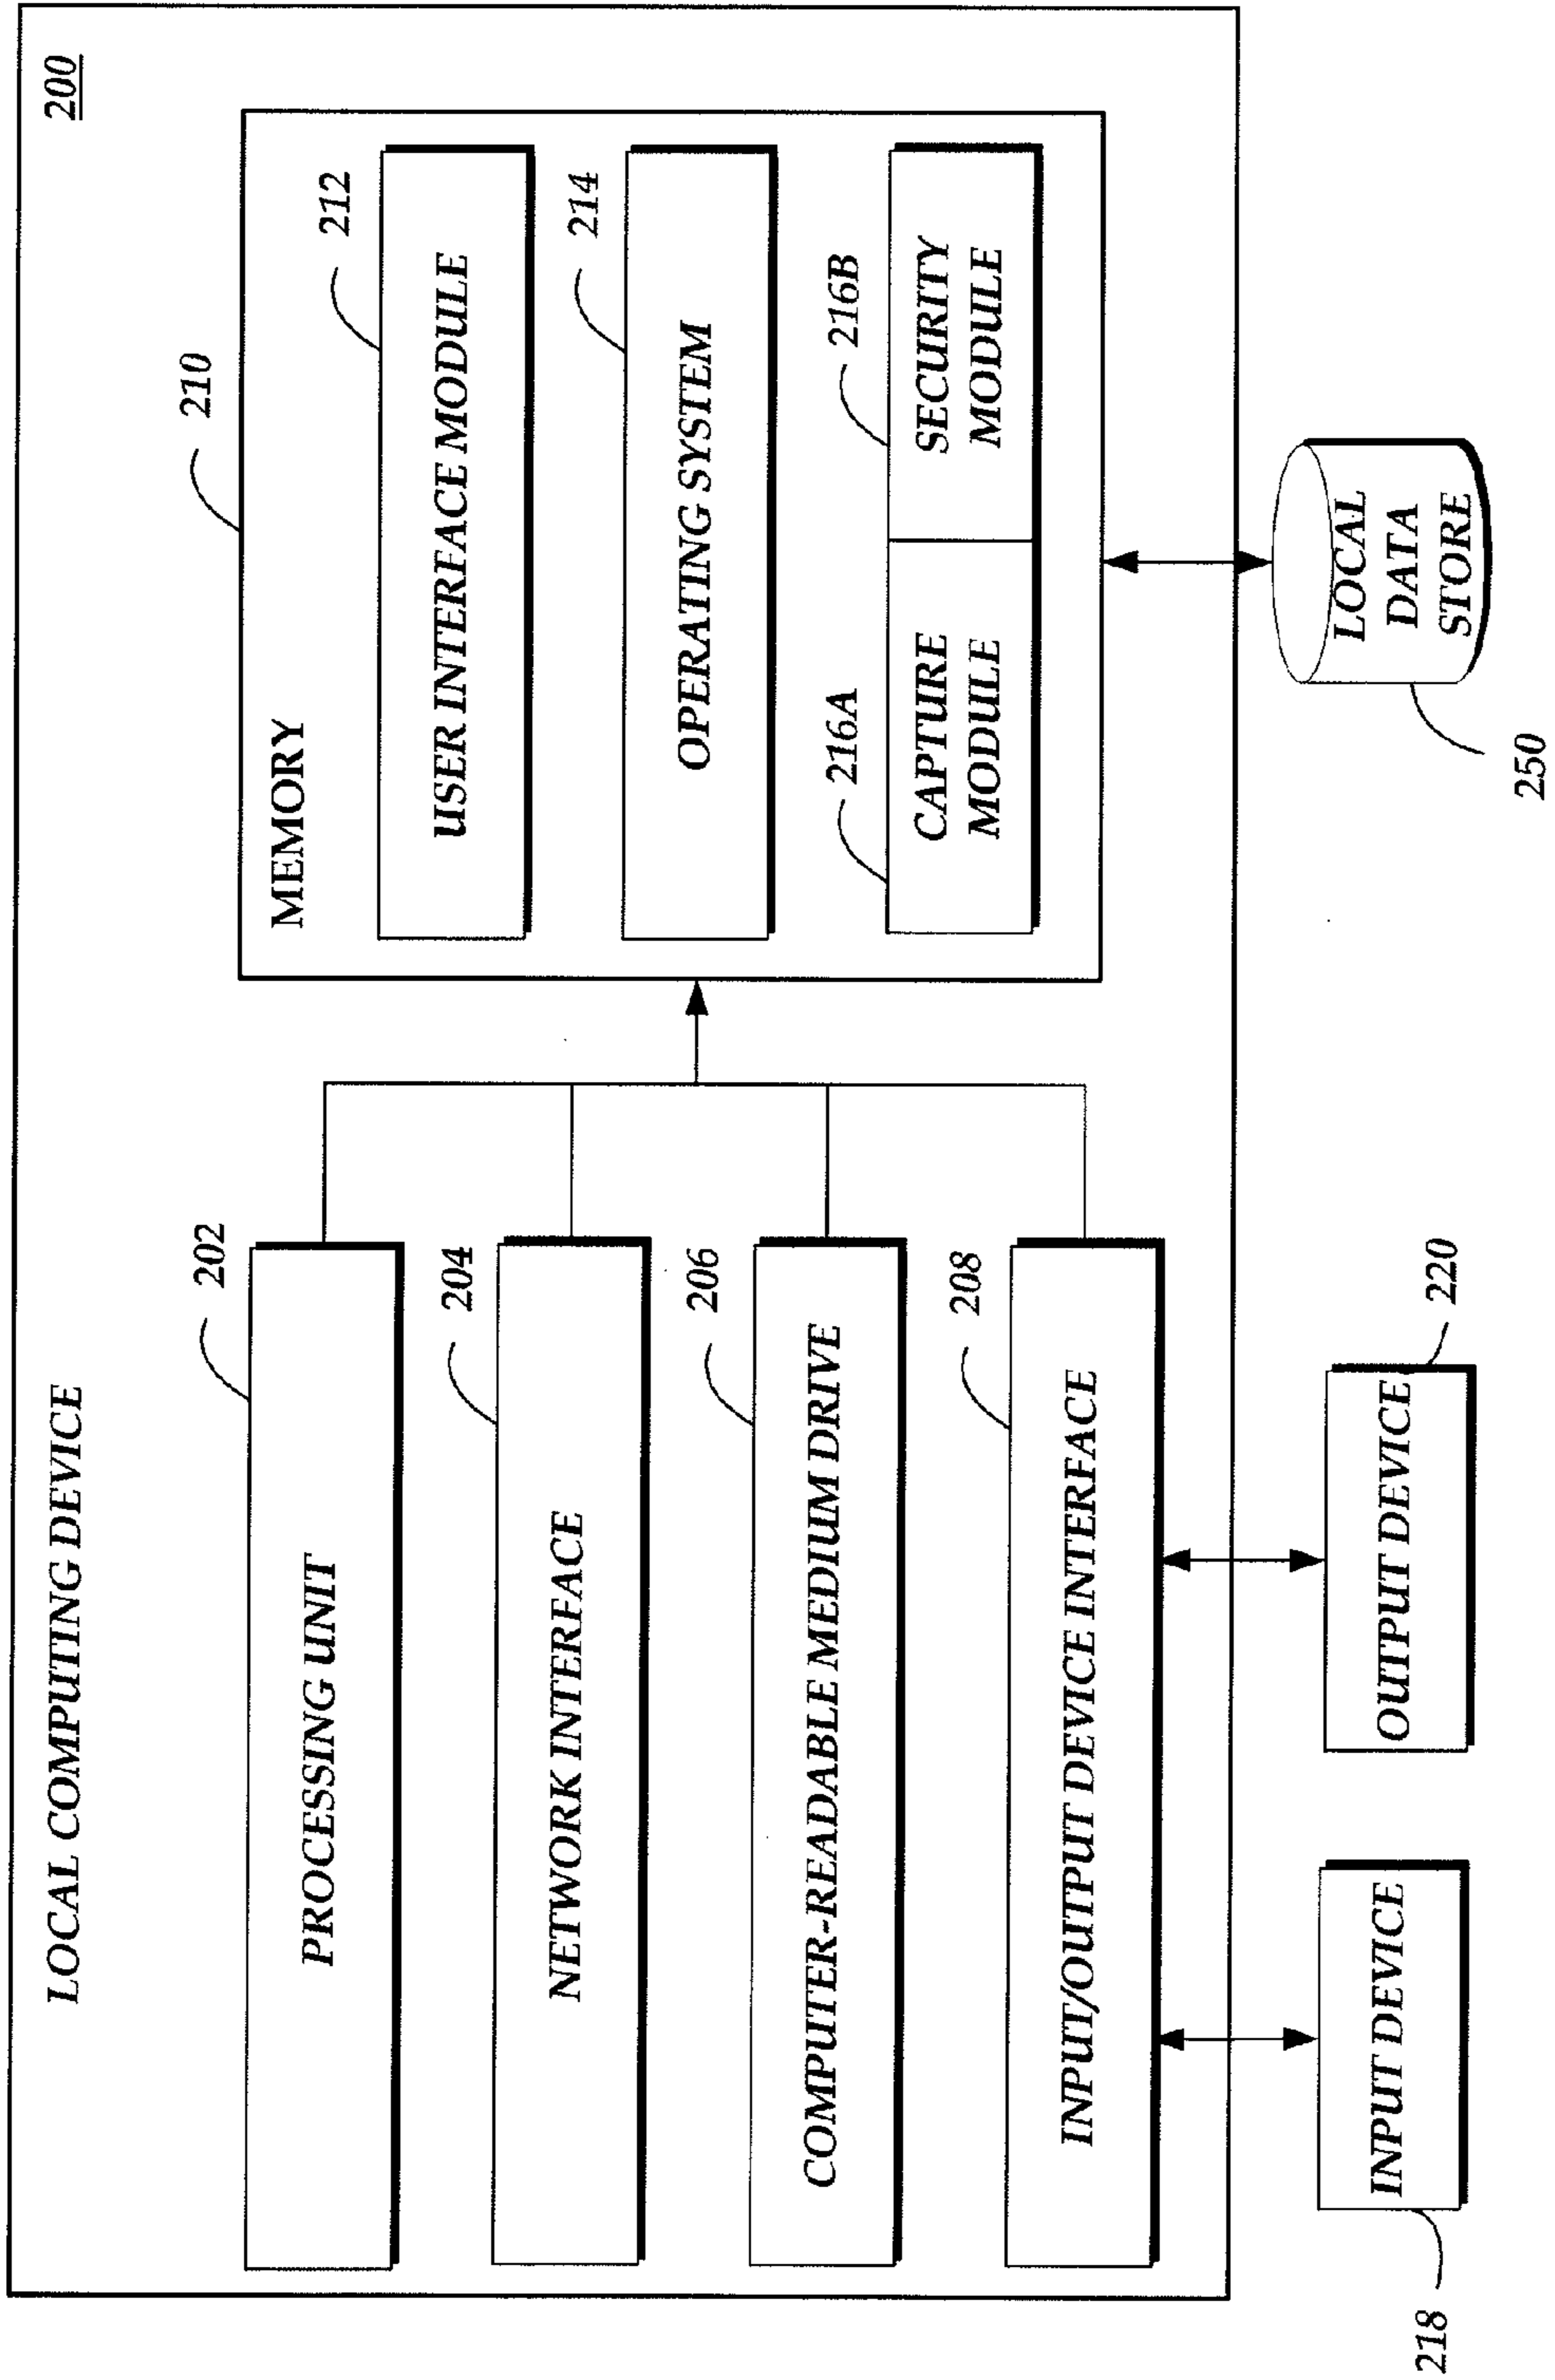 LOCAL COMPUTING DEVICE
200
202
PROCESSING UNIT
204
NETWORK INTERFACE
206
COMPUTER-READABLE MEDIUM DRIVE
208
INPUT/OUTPUT DEVICE INTERFACE
210
MEMORY
212
USER INTERFACE MODULE
214
OPERATING SYSTEM
216A
CAPTURE
MODULE
216B
SECURITY
MODULE
218
INPUT DEVICE
220
OUTPUT DEVICE
250
LOCAL
DATA
STORE